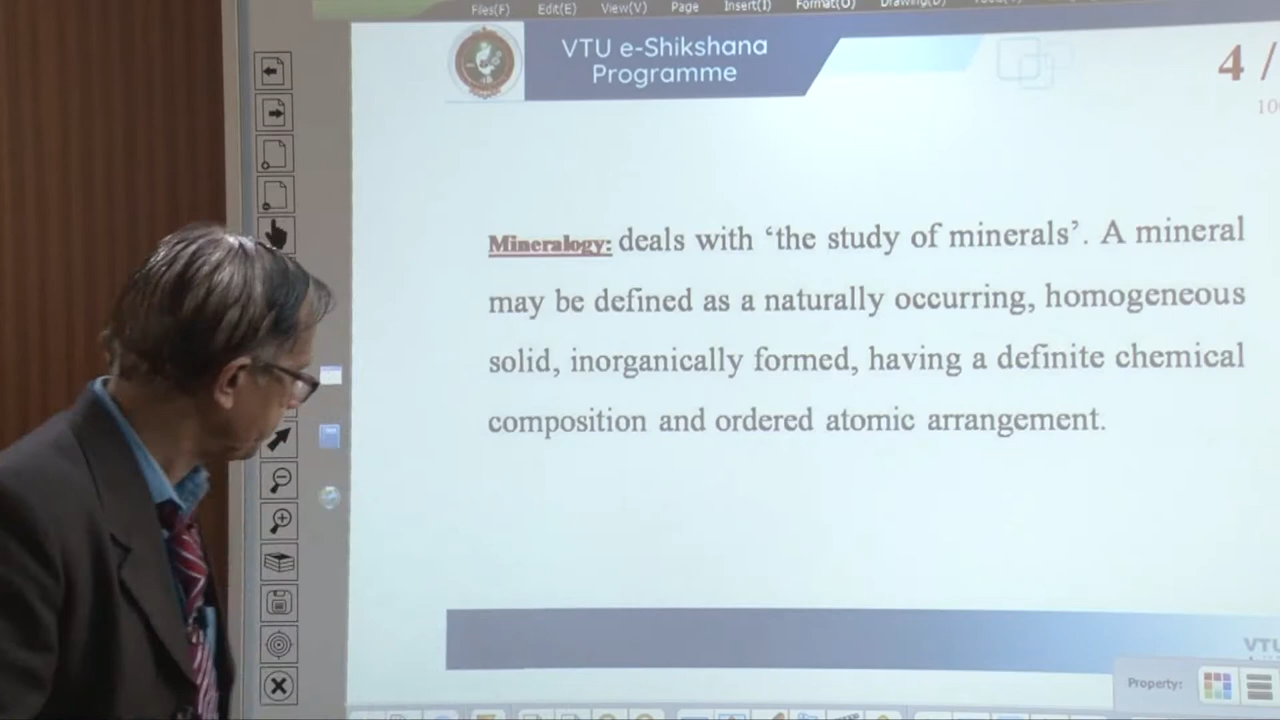 Files(F) Edit(E) View(V) Page Insert(I) Format(O) Drawing(D)
VTU e-Shikshana
Programme
4 /
Mineralogy: deals with ‘the study of minerals’. A mineral
may be defined as a naturally occurring, homogeneous
solid, inorganically formed, having a definite chemical
composition and ordered atomic arrangement.
VTU
Property: